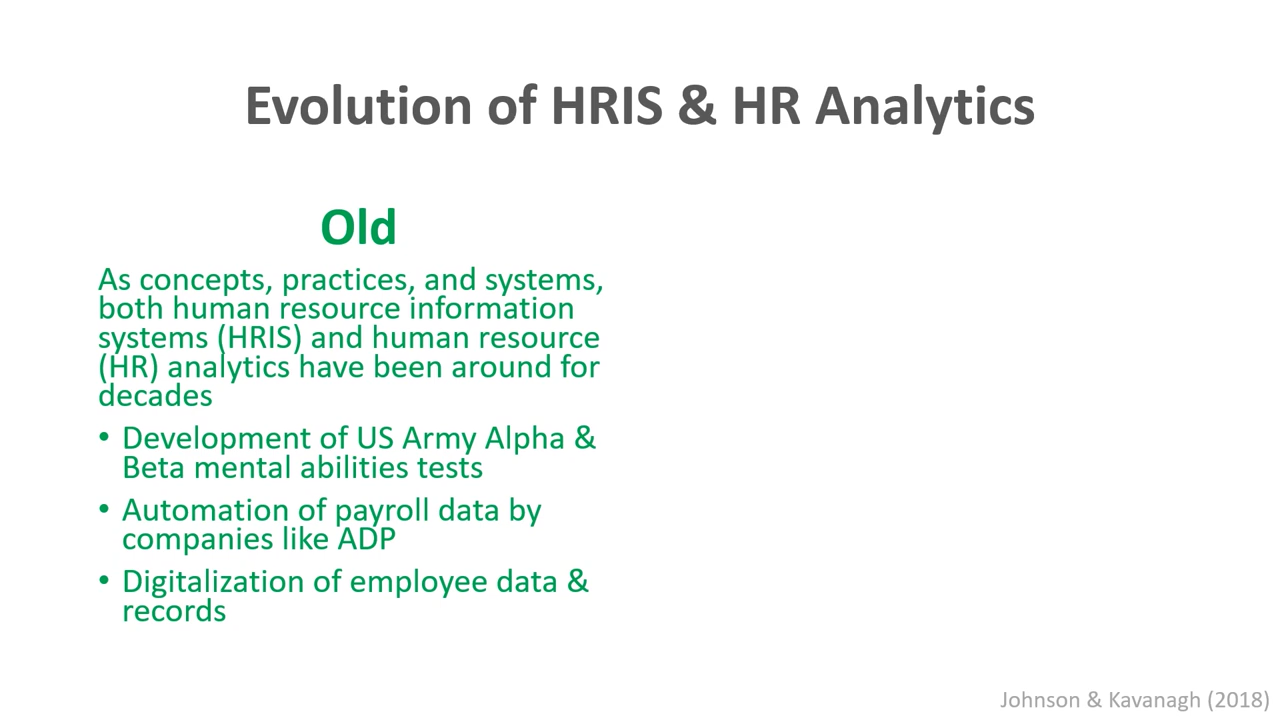 Evolution of HRIS & HR Analytics
Old
As concepts, practices, and systems,
both human resource information
systems (HRIS) and human resource
(HR) analytics have been around for
decades
• Development of US Army Alpha &
Beta mental abilities tests
• Automation of payroll data by
companies like ADP
• Digitalization of employee data &
records
Johnson & Kavanagh (2018)